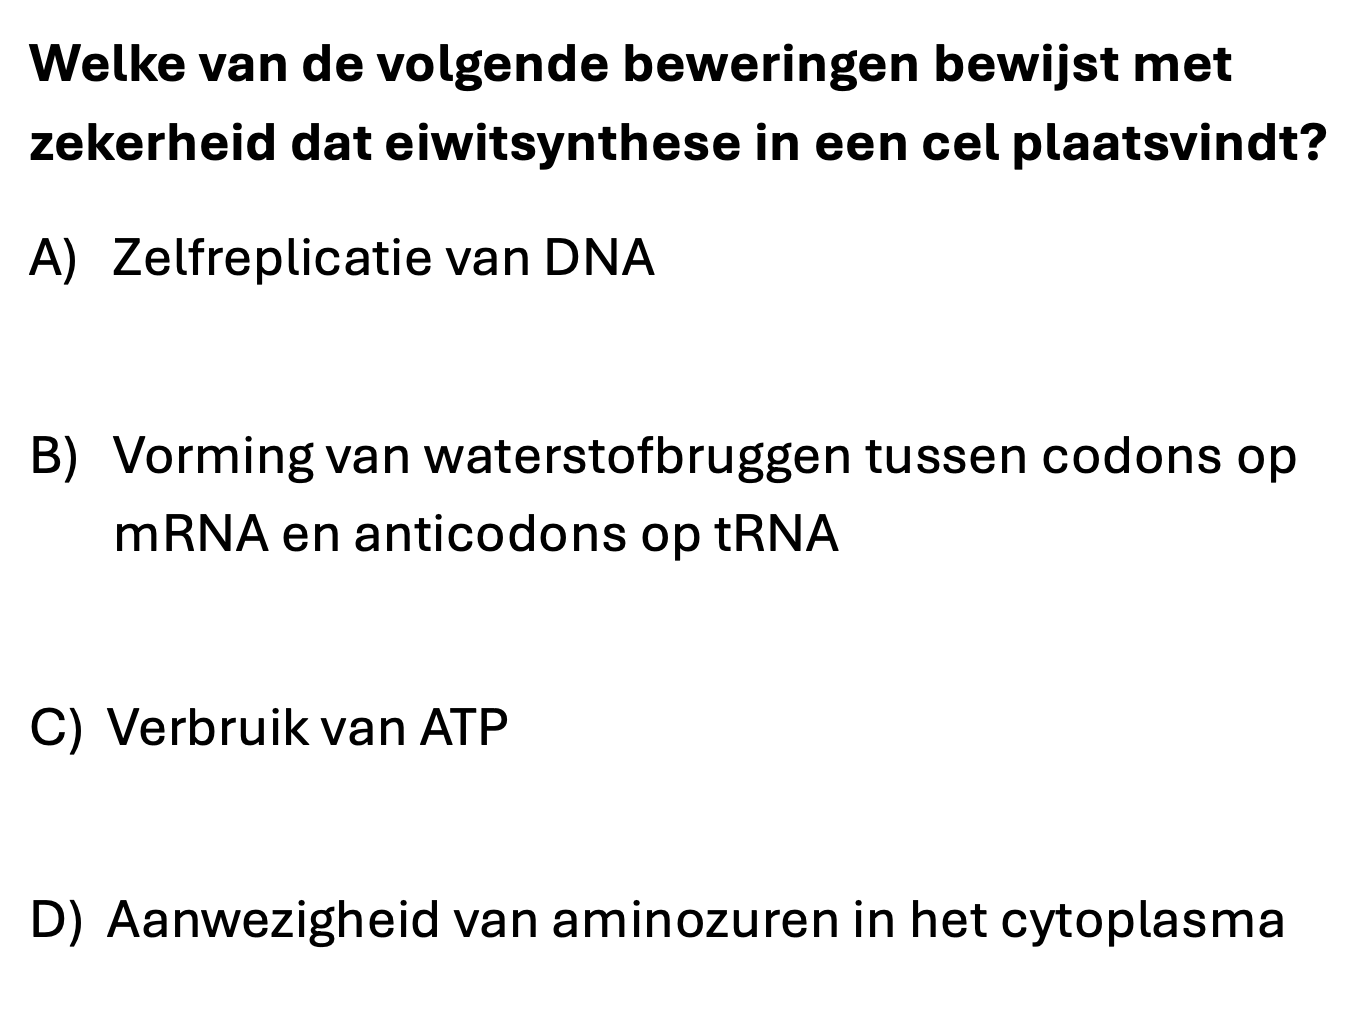 Welke van de volgende beweringen bewijst met
zekerheid dat eiwitsynthese in een cel plaatsvindt?
A) Zelfreplicatie van DNA
B) Vorming van waterstofbruggen tussen codons op
mRNA en anticodons op tRNA
C) Verbruik van ATP
D) Aanwezigheid van aminozuren in het cytoplasma